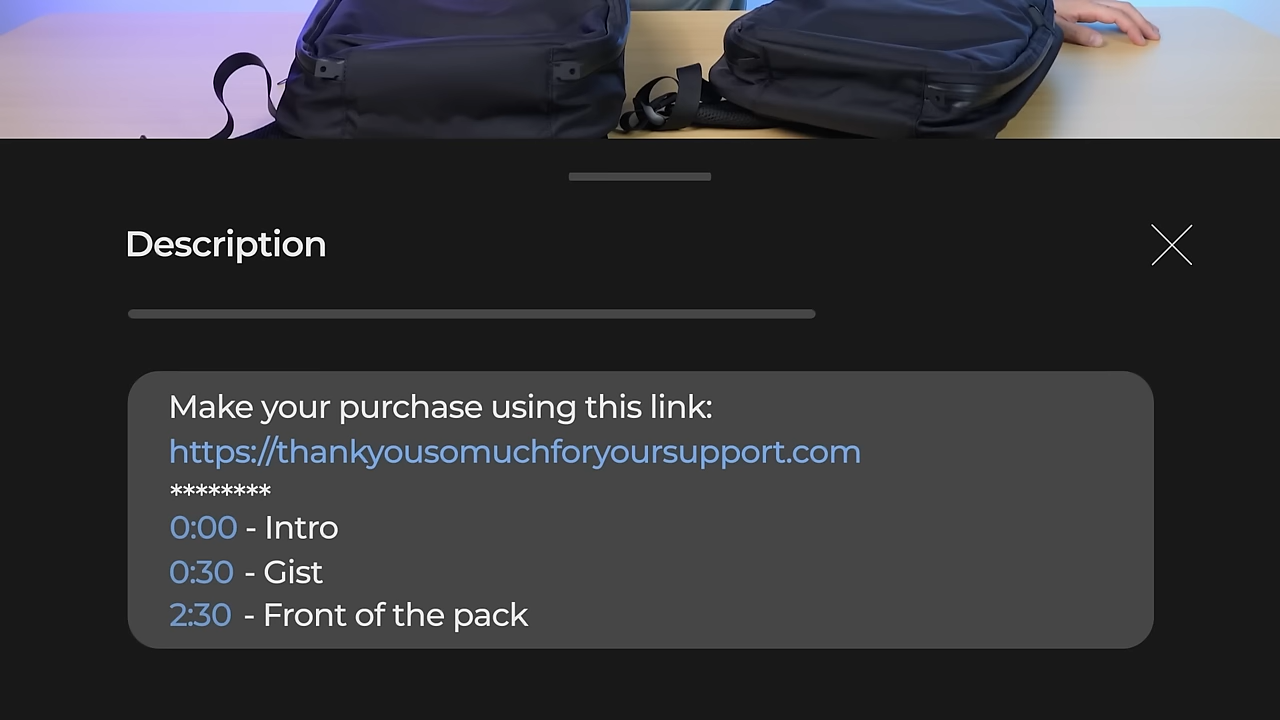 Description
Make your purchase using this link:
https://thankyousomuchforyoursupport.com
********
0:00 - Intro
0:30 - Gist
2:30 - Front of the pack